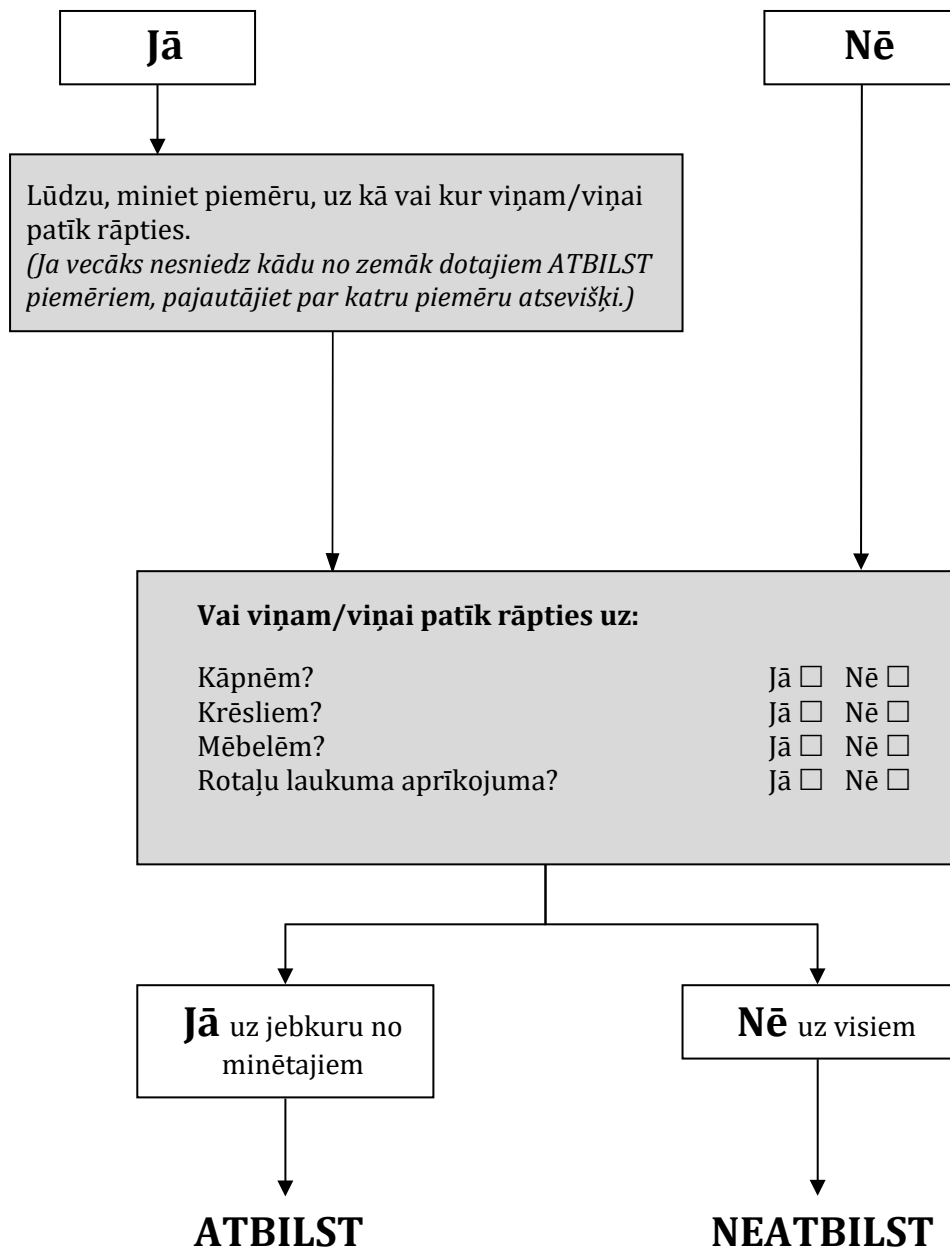 Jā
Nē
Lūdzu, miniet piemēru, uz kā vai kur viņam/viņai
patīk rāpties.
(Ja vecāks nesniedz kādu no zemāk dotajiem ATBILST
piemēriem, pajautājiet par katru piemēru atsevišķi.)
Vai viņam/viņai patīk rāpties uz:
Kāpnēm? Jā ☐ Nē ☐
Krēsliem? Jā ☐ Nē ☐
Mēbelēm? Jā ☐ Nē ☐
Rotaļu laukuma aprīkojuma? Jā ☐ Nē ☐
Jā uz jebkuru no
minētajiem
Nē uz visiem
ATBILST
NEATBILST